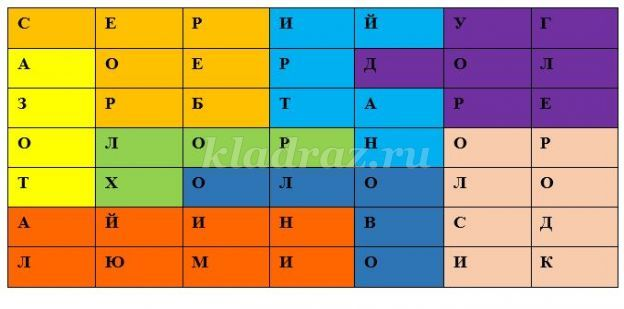 С Е Р И Й У Г
А О Е Р Д О Л
З Р Б Т А Р Е
О Л О Р Н О Р
Т Х О Л О Л О
А Й И Н В С Д
Л Ю М И О И К
kladraz.ru